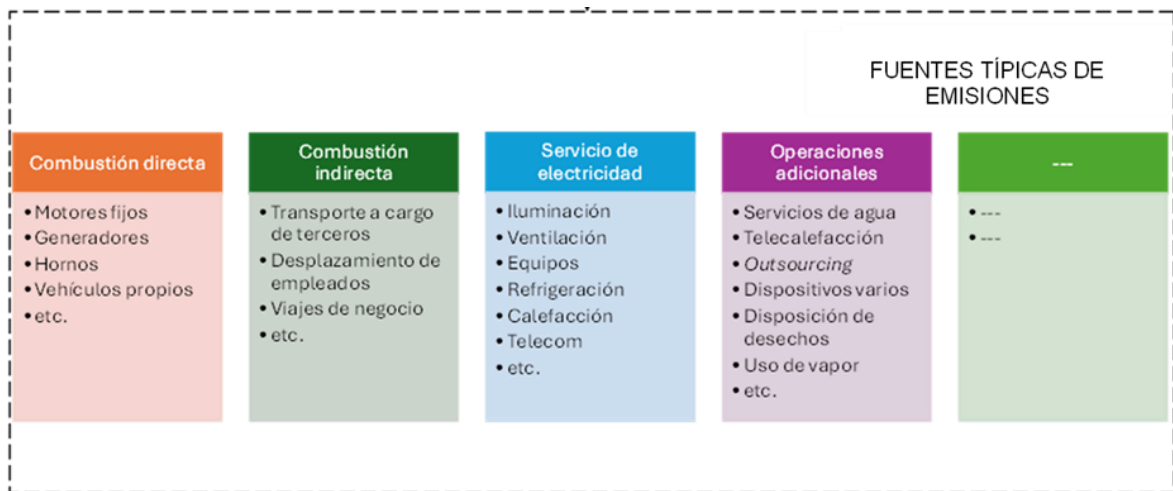 FUENTES TÍPICAS DE
EMISIONES
Combustión directa
• Motores fijos
• Generadores
• Hornos
• Vehículos propios
• etc.
Combustión
indirecta
• Transporte a cargo
de terceros
• Desplazamiento de
empleados
• Viajes de negocio
• etc.
Servicio de
electricidad
• Iluminación
• Ventilación
• Equipos
• Refrigeración
• Calefacción
• Telecom
• etc.
Operaciones
adicionales
• Servicios de agua
• Telecalefacción
• Outsourcing
• Dispositivos varios
• Disposición de
desechos
• Uso de vapor
• etc.
---
• ---
• ---